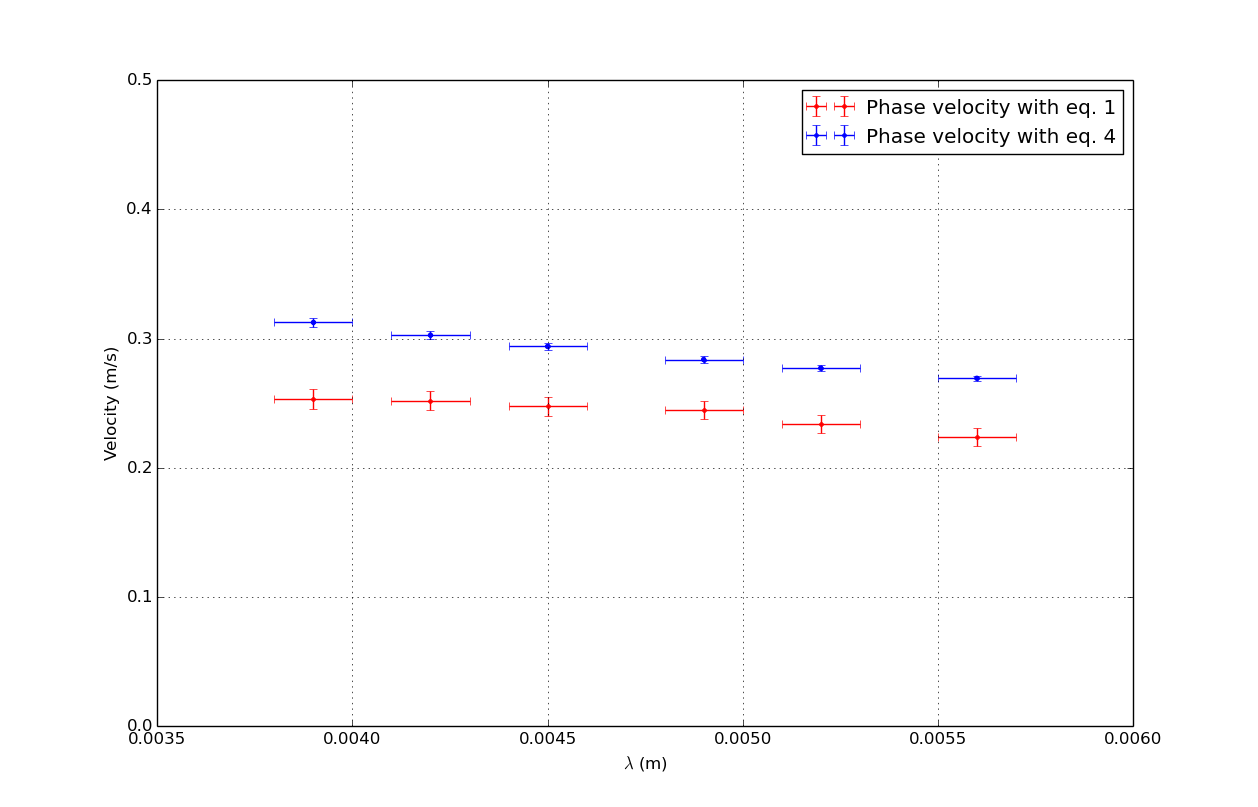 Phase velocity with eq. 1
Phase velocity with eq. 4
0.5
0.4
0.3
0.2
0.1
0.0
Velocity (m/s)
0.0035 0.0040 0.0045 0.0050 0.0055 0.0060
λ (m)